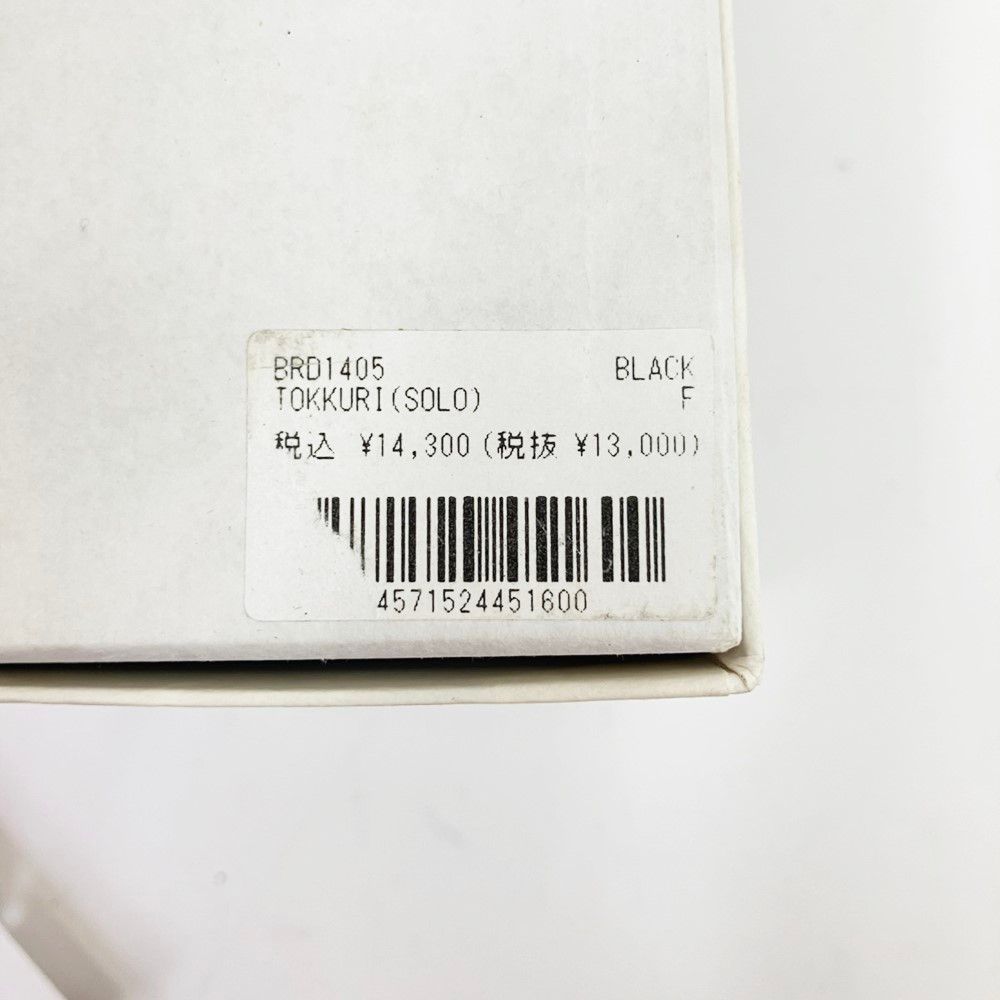 BRD1405 BLACK
TOKKURI(SOLO) F
税込 ¥14,300(税抜 ¥13,000)
4571524451600